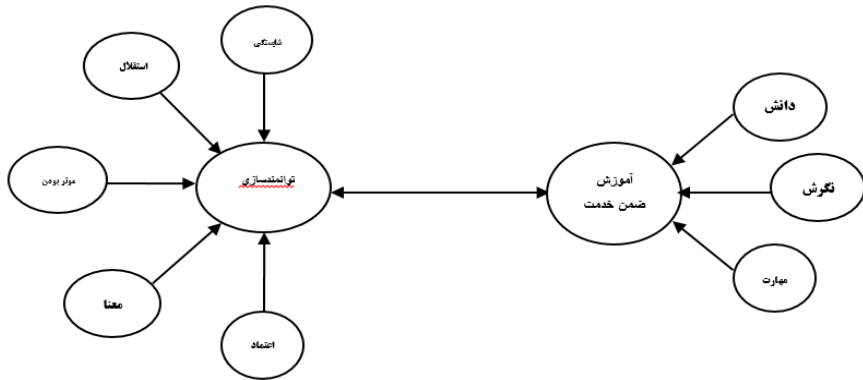 شایستگی
استقلال
موثر بودن
معنا
اعتماد
توانمندسازی
آموزش
ضمن خدمت
دانش
نگرش
مهارت